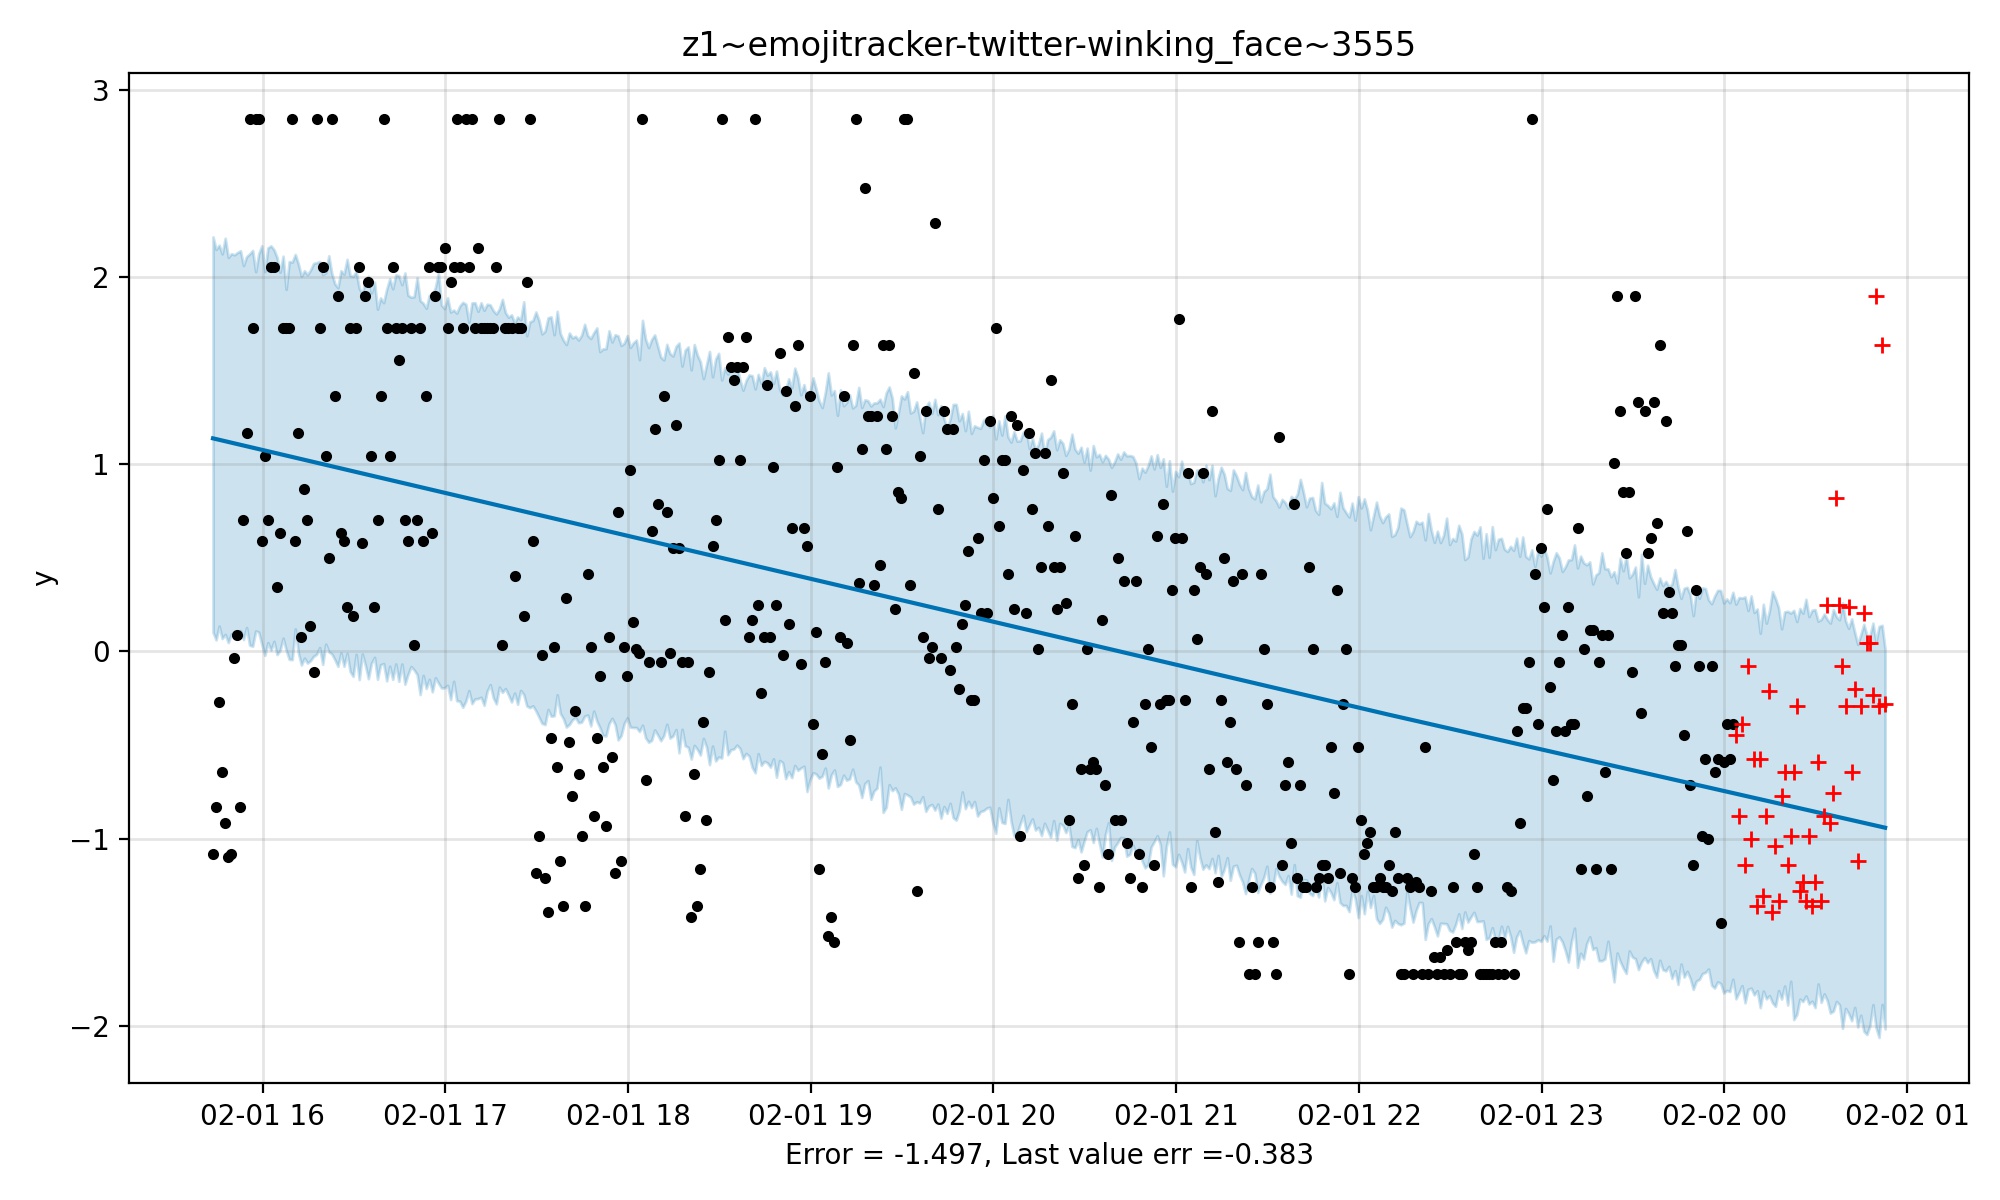 z1~emojitracker-twitter-winking_face~3555
3
2
1
0
−1
−2
y
02-01 16 02-01 17 02-01 18 02-01 19 02-01 20 02-01 21 02-01 22 02-01 23 02-02 00 02-02 01
Error = -1.497, Last value err =-0.383